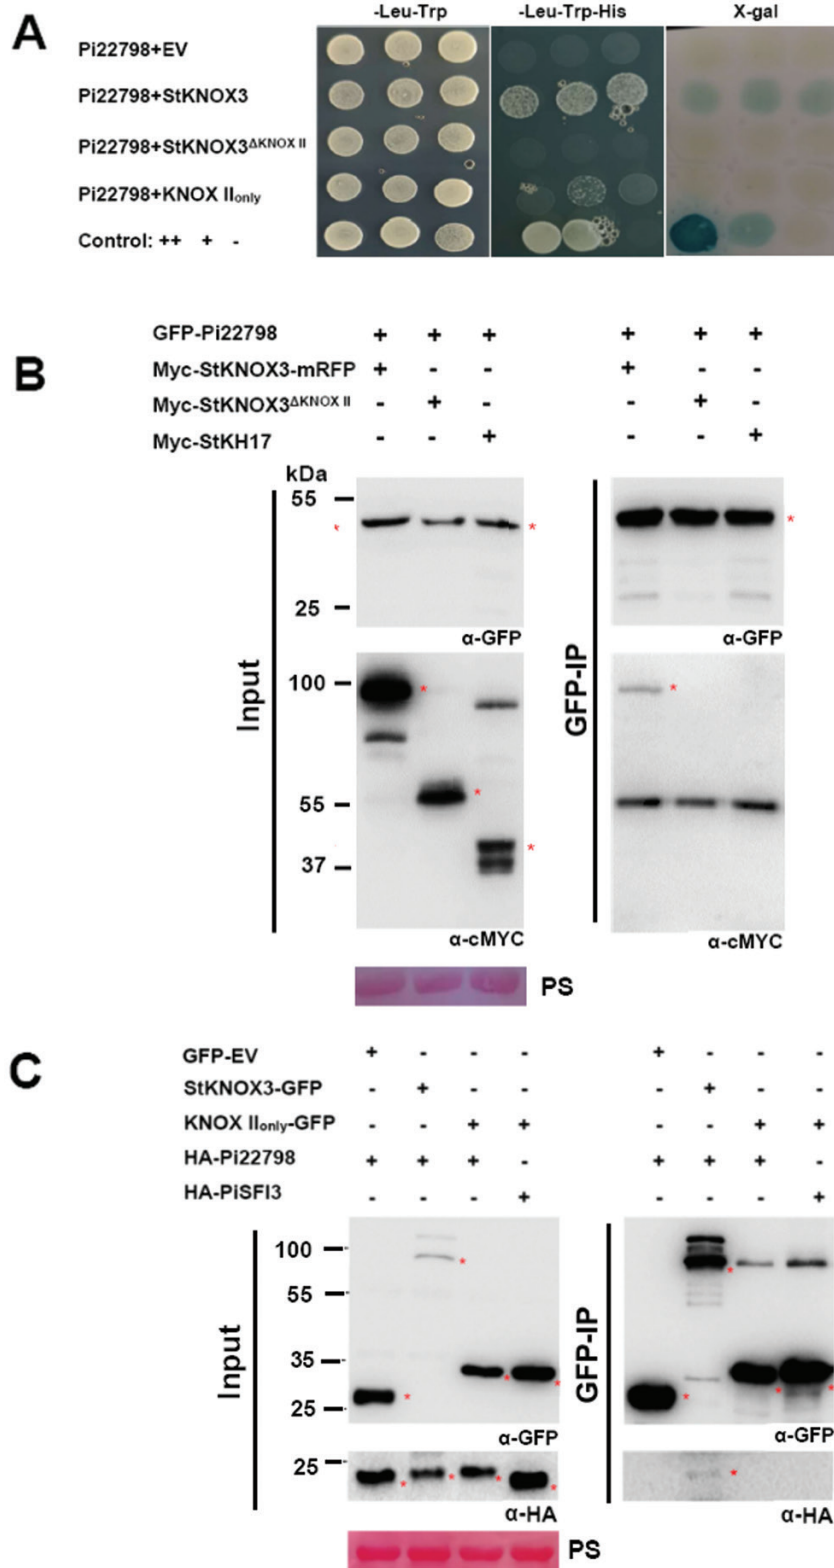 A
-Leu-Trp -Leu-Trp-His X-gal
Pi22798+EV
Pi22798+StKNOX3
Pi22798+StKNOX3ΔKNOX II
Pi22798+KNOX IIonly
Control: ++ + -
B
GFP-Pi22798 + + + + + +
Myc-StKNOX3-mRFP + - - + - -
Myc-StKNOX3ΔKNOX II - + - - + -
Myc-StKH17 - - + - - +
kDa
55
* * *
25
α-GFP α-GFP
Input GFP-IP
100 * *
55 *
37 *
α-cMYC α-cMYC
PS
C
GFP-EV + - - - + - - -
StKNOX3-GFP - + - - - + - -
KNOX IIonly-GFP - - + + - - + +
HA-Pi22798 + + + - + + + -
HA-PiSFI3 - - - + - - - +
100 * *
55
Input GFP-IP
35 * * * *
25 * *
α-GFP α-GFP
25 * * * * *
α-HA α-HA
PS